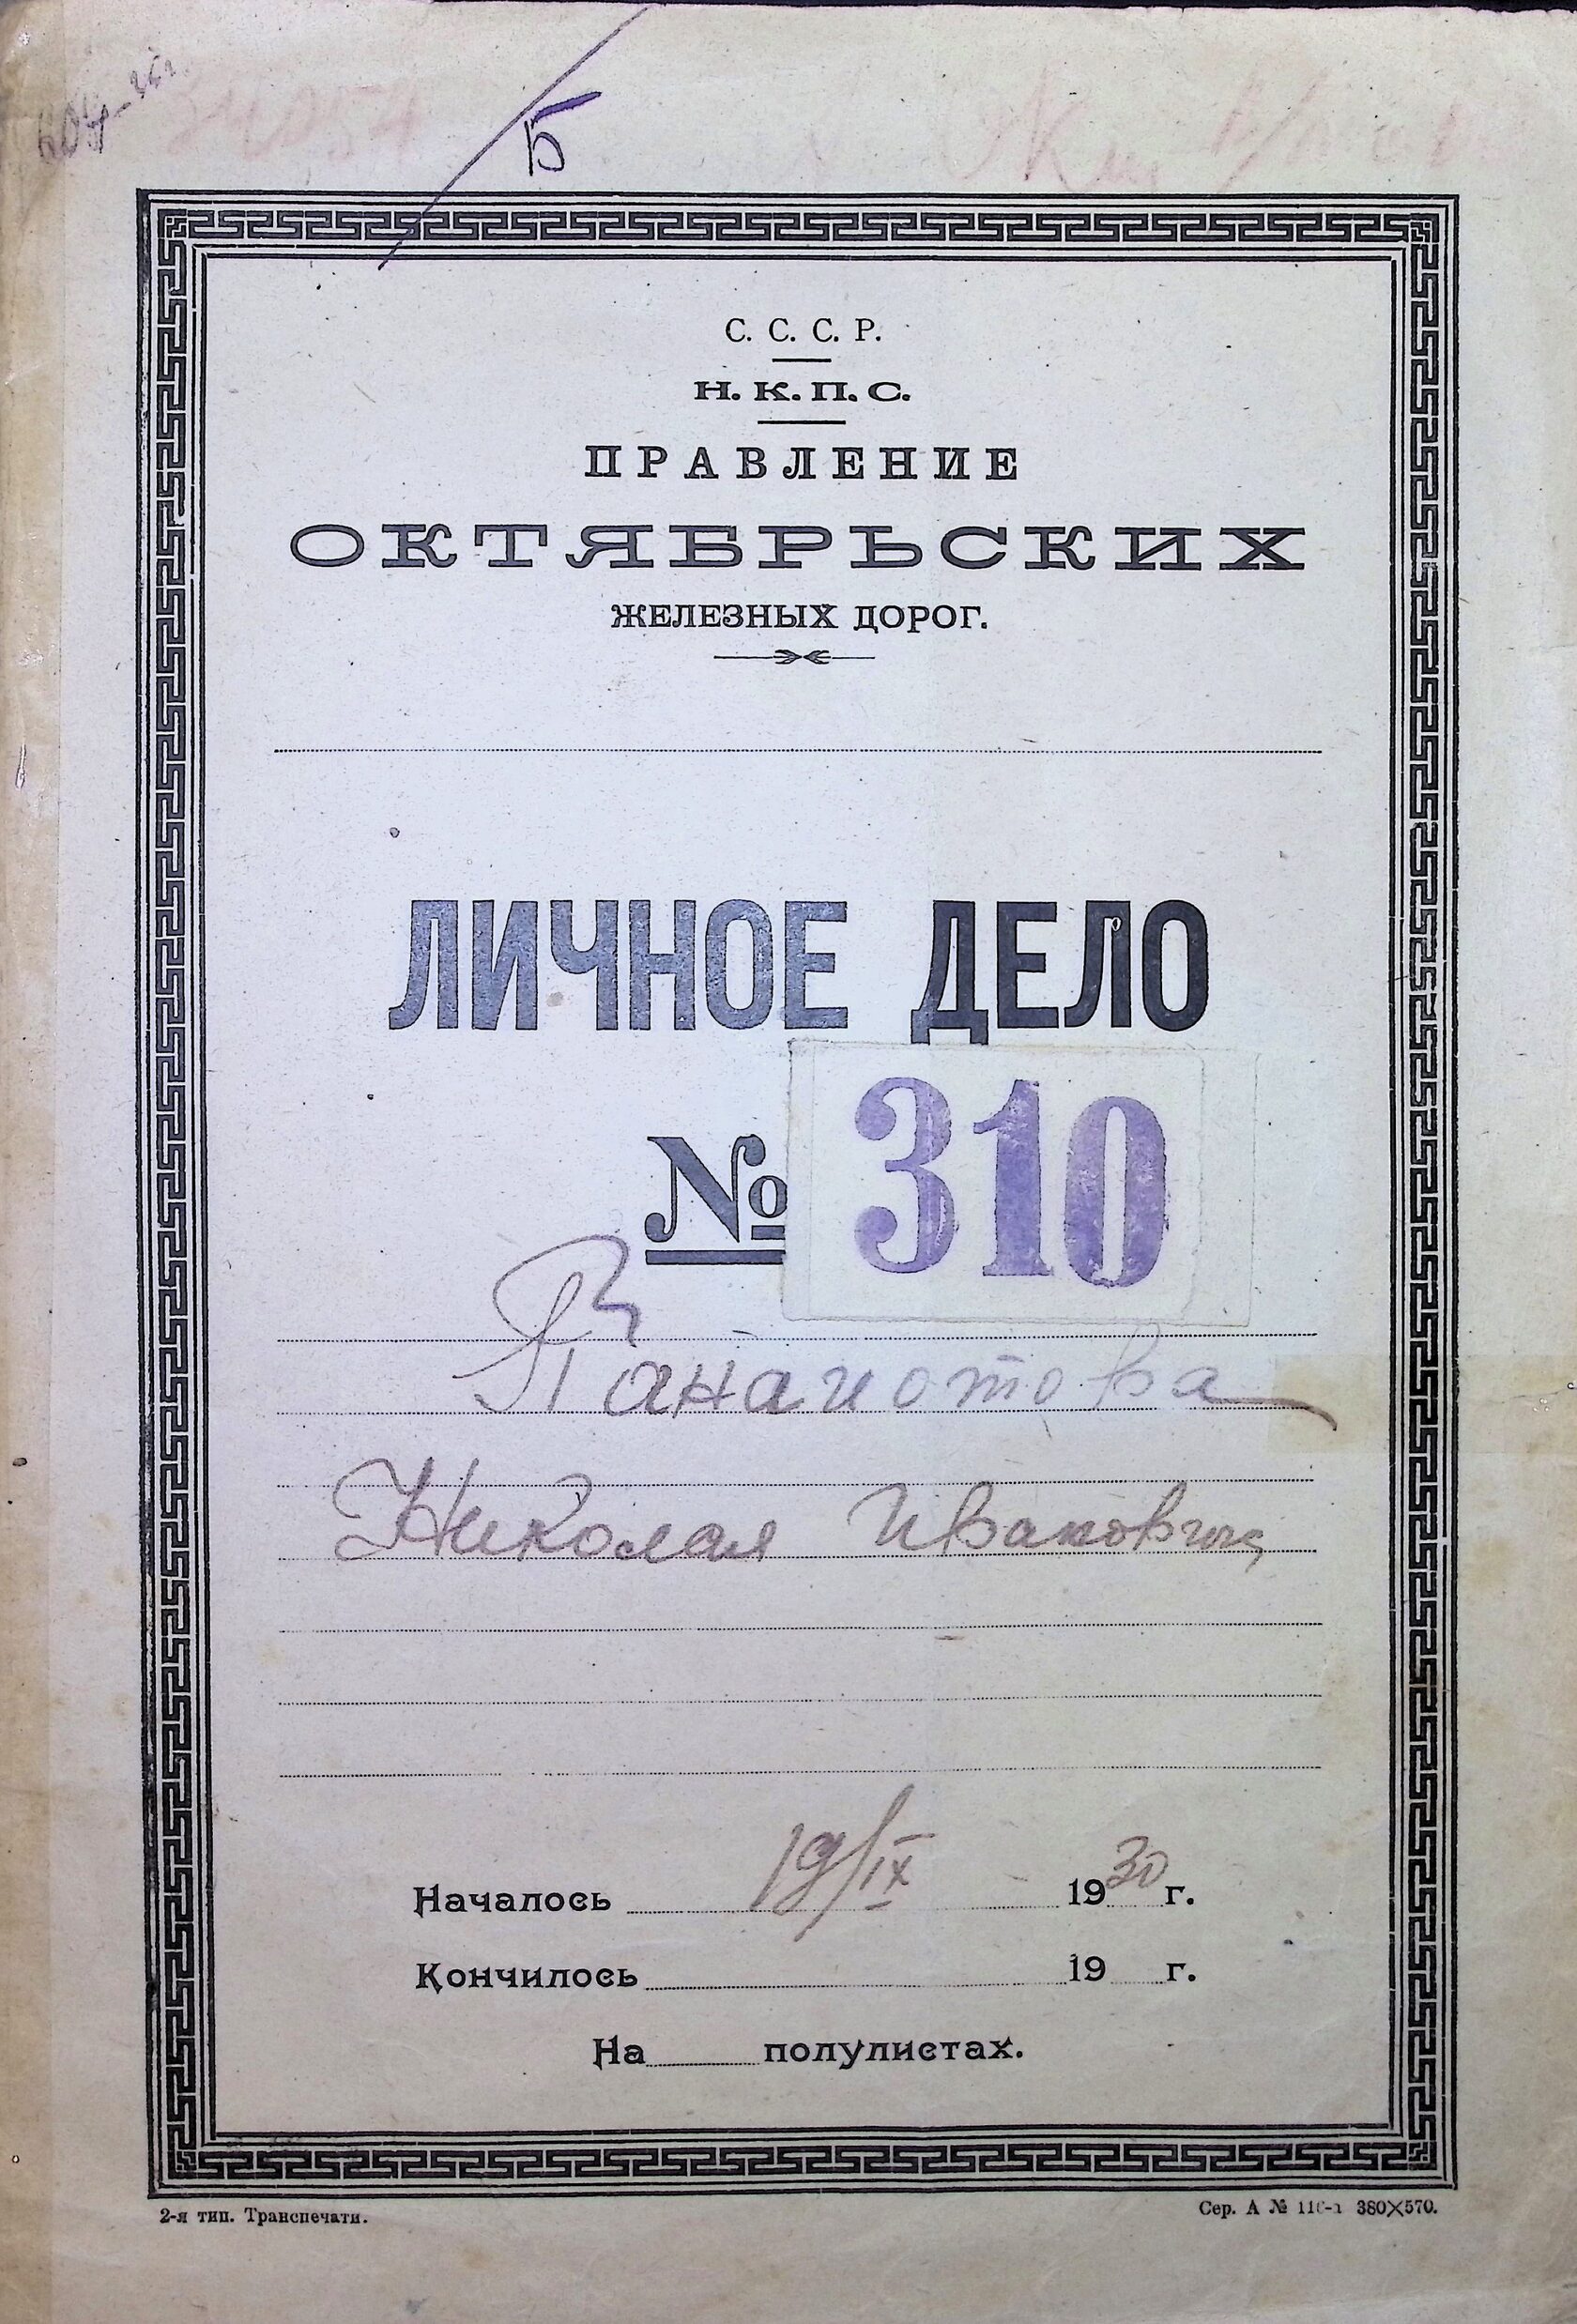 Б
С. С. С. Р.
Н. К. П. С.
ПРАВЛЕНИЕ
ОКТЯБРЬСКИХ
ЖЕЛЕЗНЫХ ДОРОГ.
ЛИЧНОЕ ДЕЛО
№ 310
Панаиотова
Николая Ивановича
Началось 19/IX 1930 г.
Кончилось 19 г.
На полулистах.
2-я тип. Транспечати.
Сер. А № 380×570.